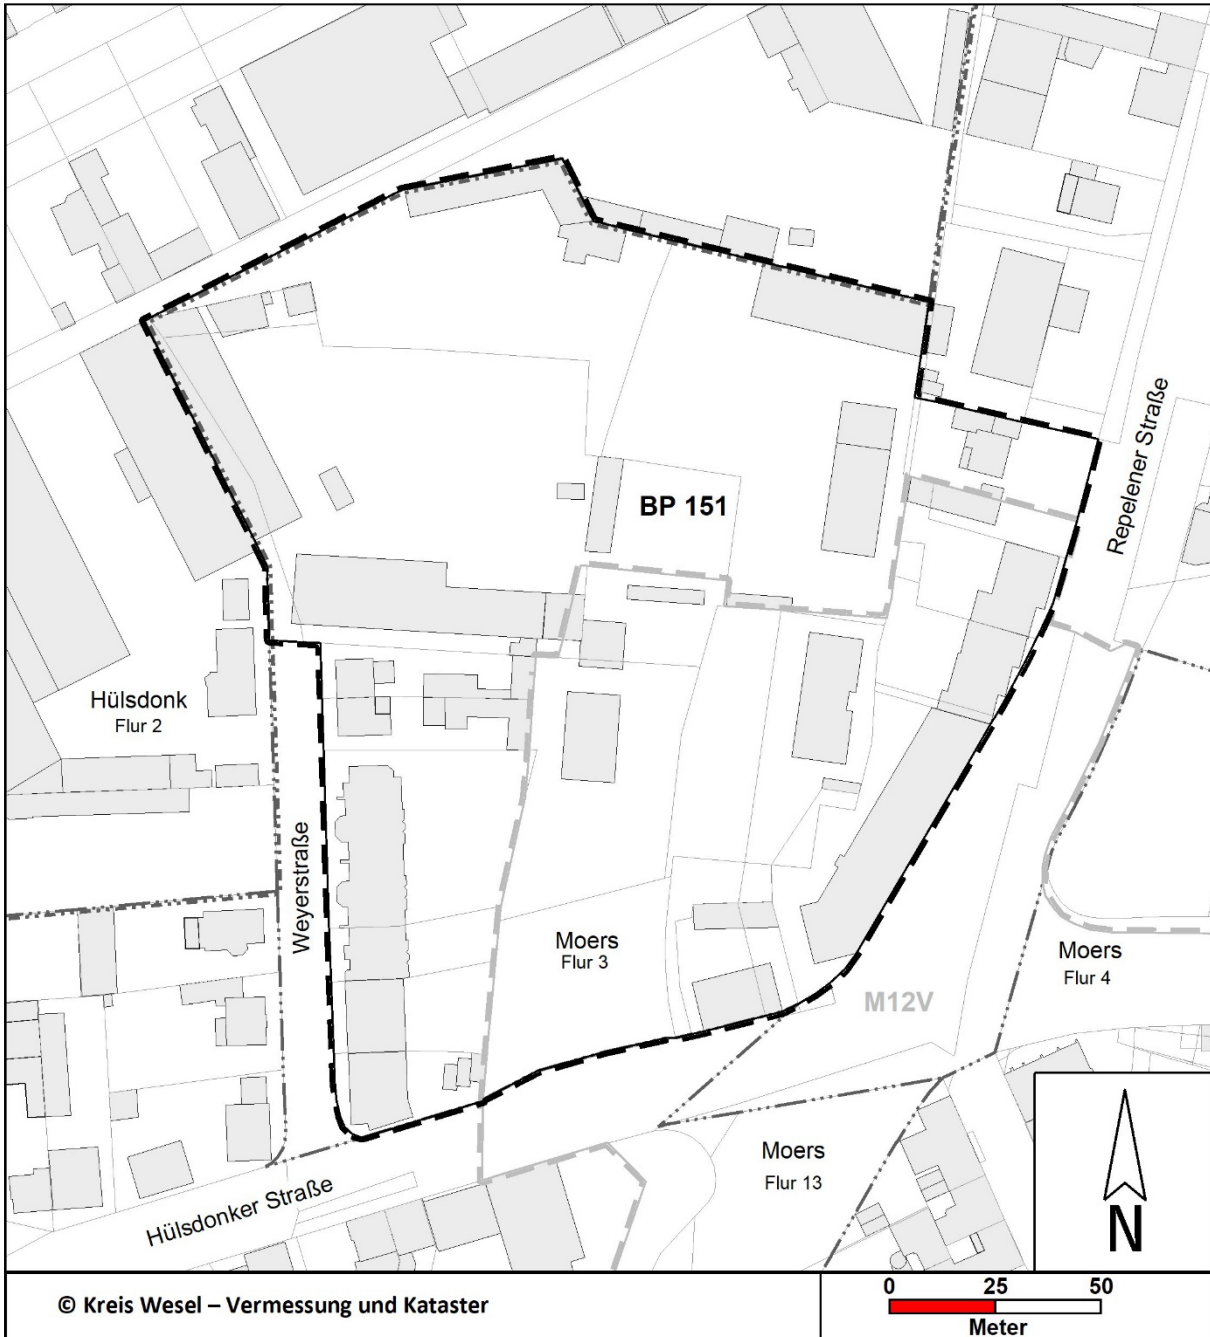 BP 151
Repelener Straße
Hülsdonk
Flur 2
Weyerstraße
Moers
Flur 3
Moers
Flur 4
M12V
Moers
Flur 13
Hülsdonker Straße
N
© Kreis Wesel – Vermessung und Kataster
0 25 50
Meter